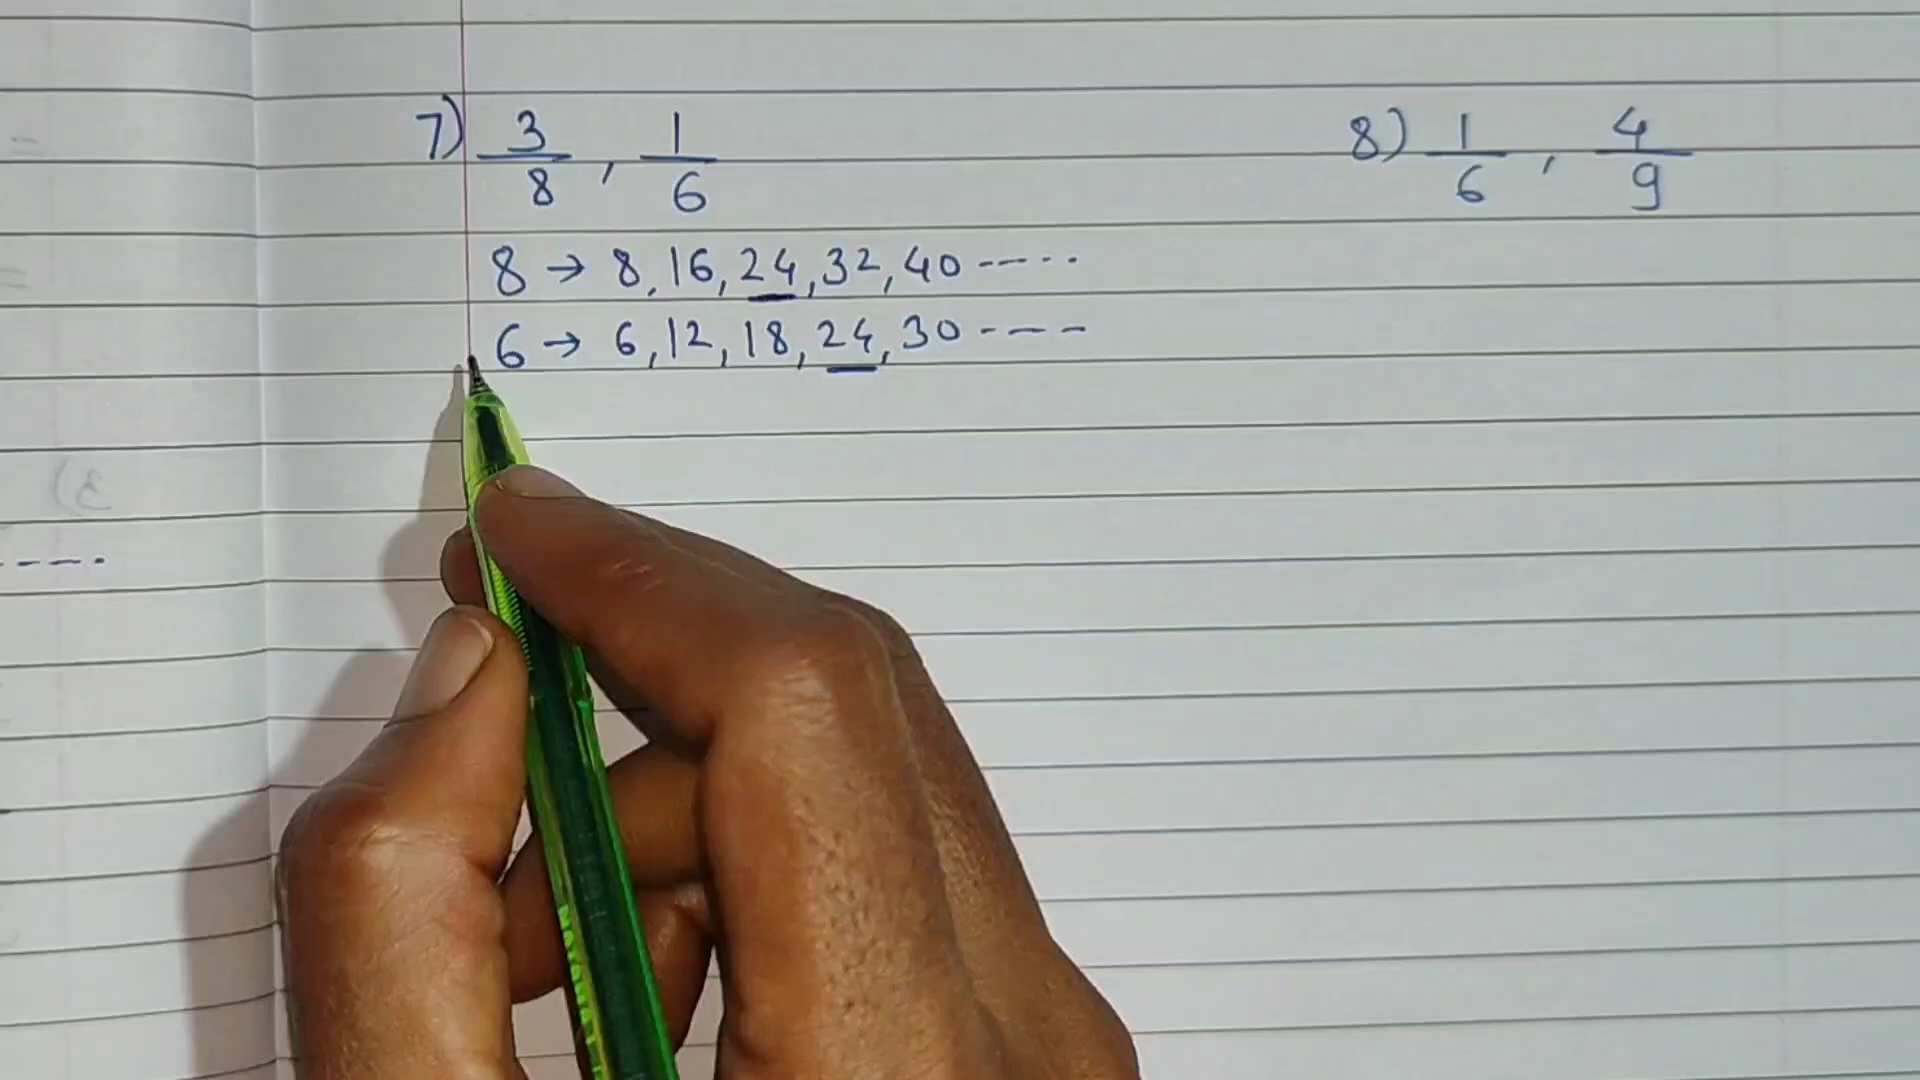 7) 3/8 , 1/6
8 → 8, 16, 24, 32, 40 -----
6 → 6, 12, 18, 24, 30 ----
8) 1/6 , 4/9